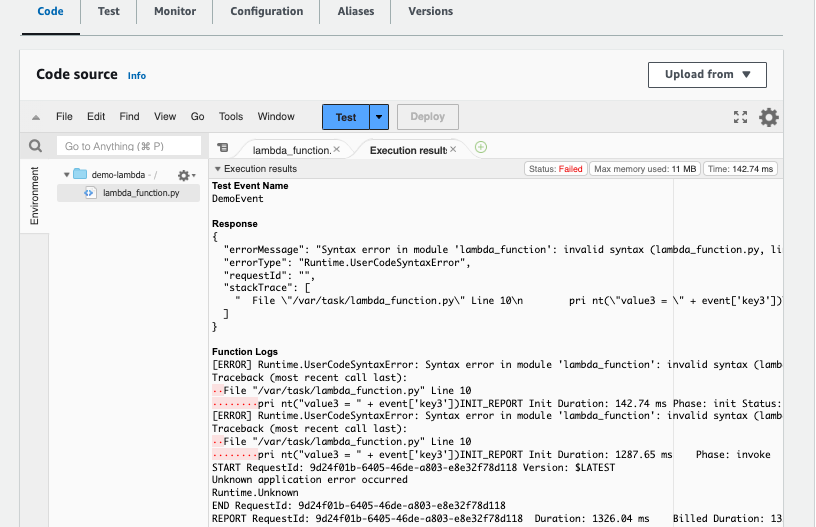 Code Test Monitor Configuration Aliases Versions
Code source Info
Upload from ▼
File Edit Find View Go Tools Window Test Deploy
Go to Anything (⌘ P)
lambda_function. × Execution results ×
Environment
demo-lambda - /
lambda_function.py
Execution results Status: Failed Max memory used: 11 MB Time: 142.74 ms
Test Event Name
DemoEvent
Response
{
"errorMessage": "Syntax error in module 'lambda_function': invalid syntax (lambda_function.py, li
"errorType": "Runtime.UserCodeSyntaxError",
"requestId": "",
"stackTrace": [
"  File \"/var/task/lambda_function.py\" Line 10\n        pri nt(\"value3 = \" + event['key3'])
]
}
Function Logs
[ERROR] Runtime.UserCodeSyntaxError: Syntax error in module 'lambda_function': invalid syntax (lamb
Traceback (most recent call last):
··File "/var/task/lambda_function.py" Line 10
········pri nt("value3 = " + event['key3'])INIT_REPORT Init Duration: 142.74 ms Phase: init Status:
[ERROR] Runtime.UserCodeSyntaxError: Syntax error in module 'lambda_function': invalid syntax (lamb
Traceback (most recent call last):
··File "/var/task/lambda_function.py" Line 10
········pri nt("value3 = " + event['key3'])INIT_REPORT Init Duration: 1287.65 ms    Phase: invoke
START RequestId: 9d24f01b-6405-46de-a803-e8e32f78d118 Version: $LATEST
Unknown application error occurred
Runtime.Unknown
END RequestId: 9d24f01b-6405-46de-a803-e8e32f78d118
REPORT RequestId: 9d24f01b-6405-46de-a803-e8e32f78d118  Duration: 1326.04 ms    Billed Duration: 13